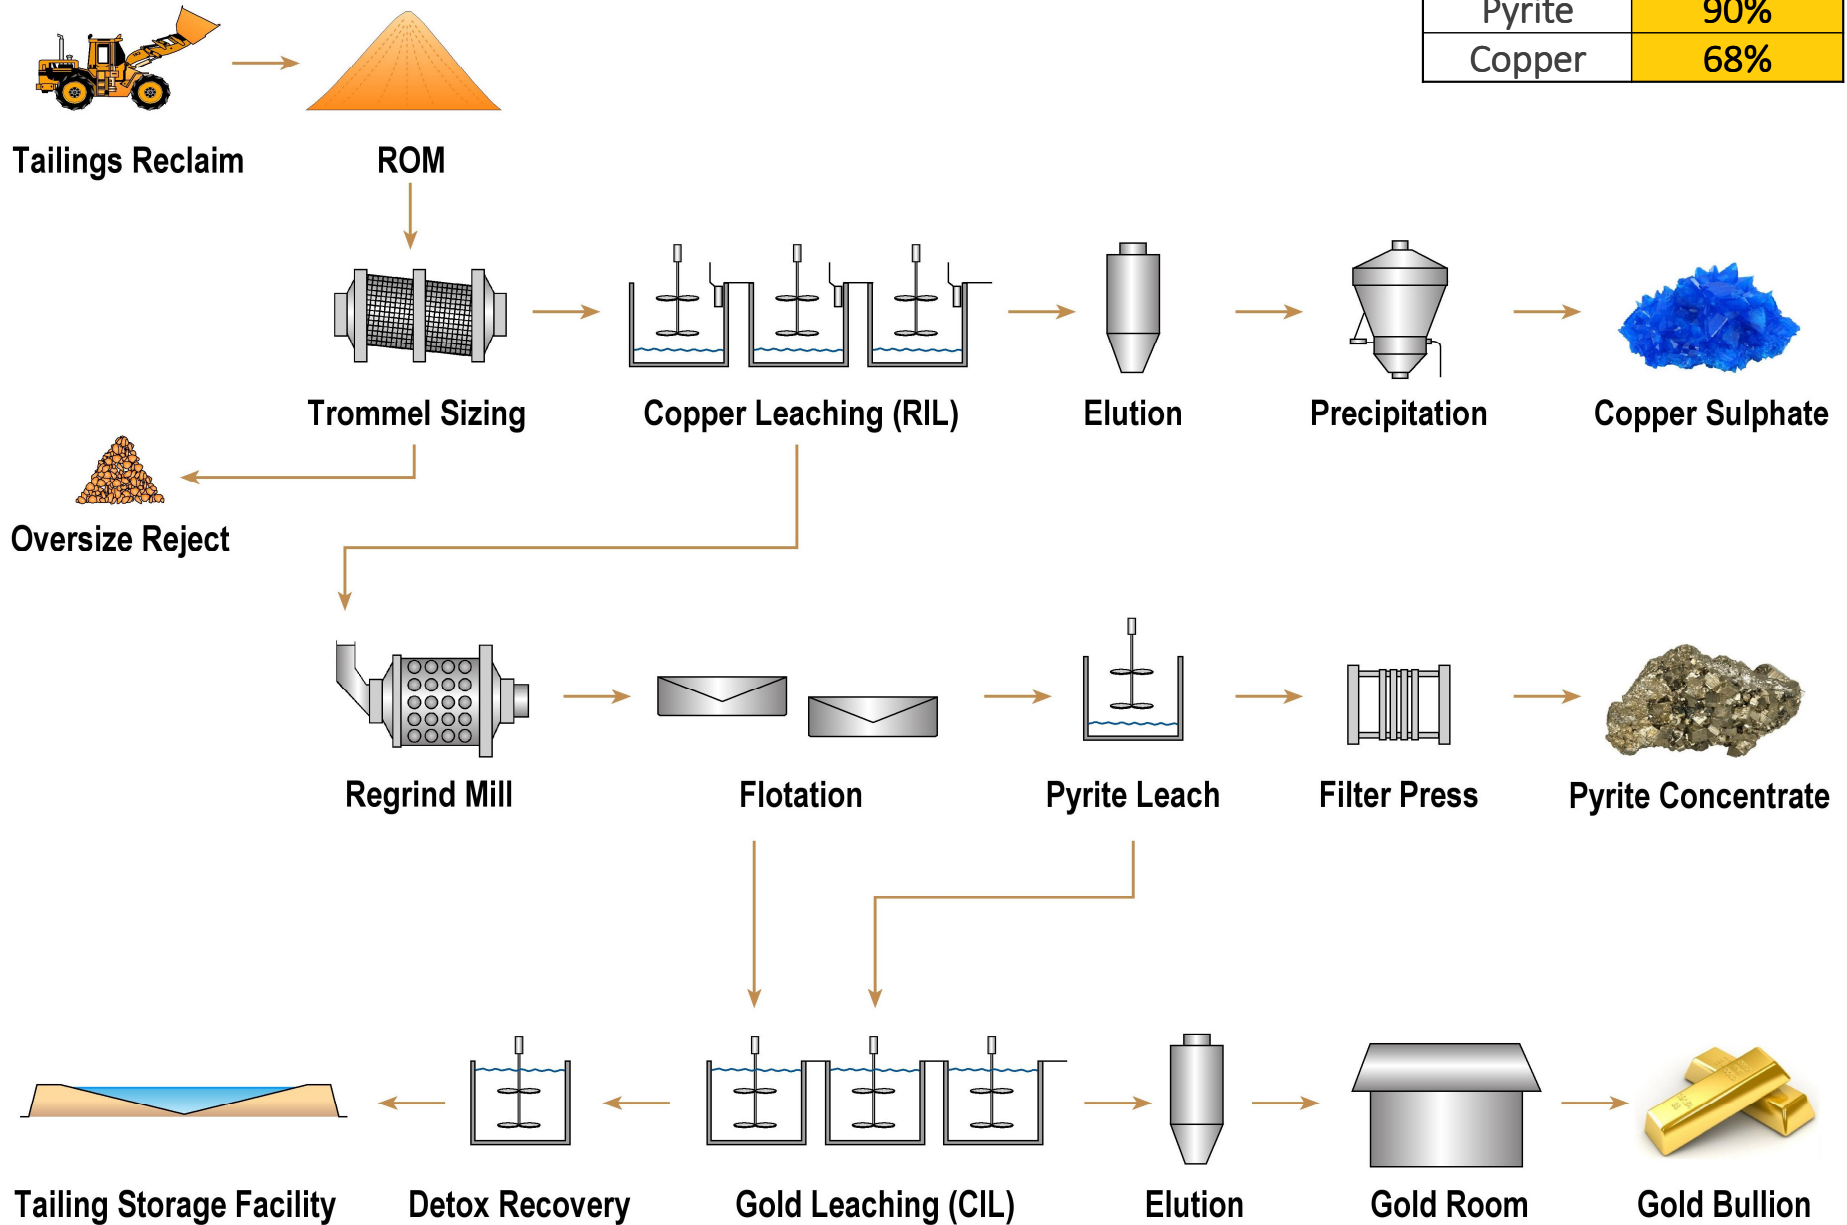 Pyrite 90%
Copper 68%
Tailings Reclaim
ROM
Trommel Sizing
Copper Leaching (RIL)
Elution
Precipitation
Copper Sulphate
Oversize Reject
Regrind Mill
Flotation
Pyrite Leach
Filter Press
Pyrite Concentrate
Tailing Storage Facility
Detox Recovery
Gold Leaching (CIL)
Elution
Gold Room
Gold Bullion